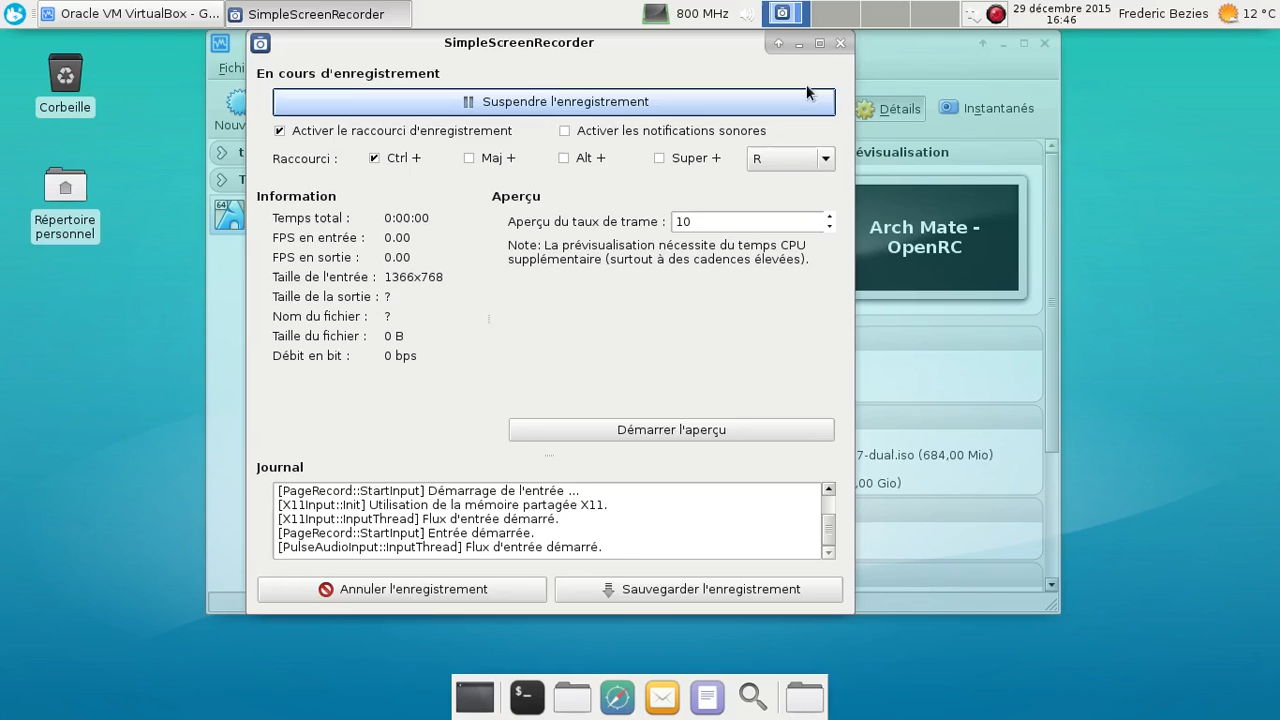 Oracle VM VirtualBox - G...
SimpleScreenRecorder
800 MHz
29 décembre 2015
16:46
Frederic Bezies
12 °C
Corbeille
Répertoire
personnel
SimpleScreenRecorder
En cours d'enregistrement
Suspendre l'enregistrement
Activer le raccourci d'enregistrement
Activer les notifications sonores
Raccourci : Ctrl + Maj + Alt + Super + R
Information
Temps total : 0:00:00
FPS en entrée : 0.00
FPS en sortie : 0.00
Taille de l'entrée : 1366x768
Taille de la sortie : ?
Nom du fichier : ?
Taille du fichier : 0 B
Débit en bit : 0 bps
Aperçu
Aperçu du taux de trame : 10
Note: La prévisualisation nécessite du temps CPU
supplémentaire (surtout à des cadences élevées).
Démarrer l'aperçu
Journal
[PageRecord::StartInput] Démarrage de l'entrée ...
[X11Input::Init] Utilisation de la mémoire partagée X11.
[X11Input::InputThread] Flux d'entrée démarré.
[PageRecord::StartInput] Entrée démarrée.
[PulseAudioInput::InputThread] Flux d'entrée démarré.
Annuler l'enregistrement
Sauvegarder l'enregistrement
Fichi
Nouv
t
T
64
Détails
Instantanés
évisualisation
Arch Mate -
OpenRC
7-dual.iso (684,00 Mio)
,00 Gio)